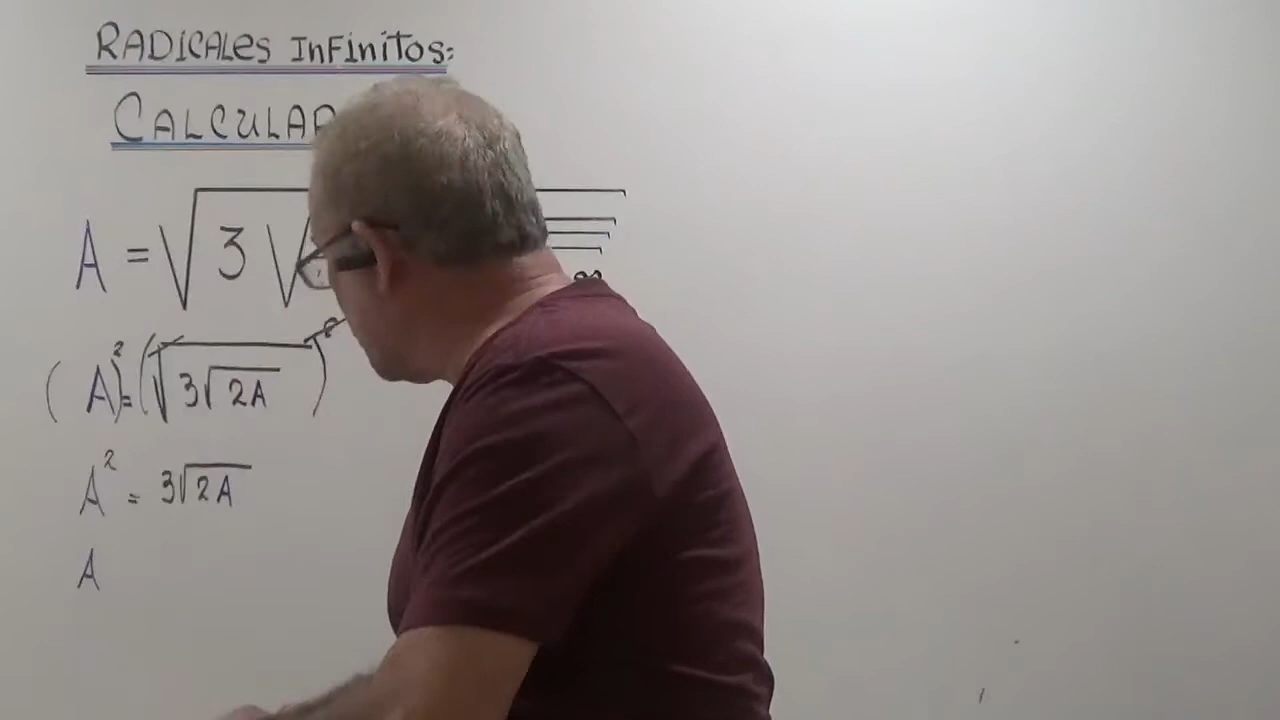 RADICALES INFINITOS:
CALCULAR
A = √3√ ∞
(A)² = (√3√2A)²
A² = 3√2A
A